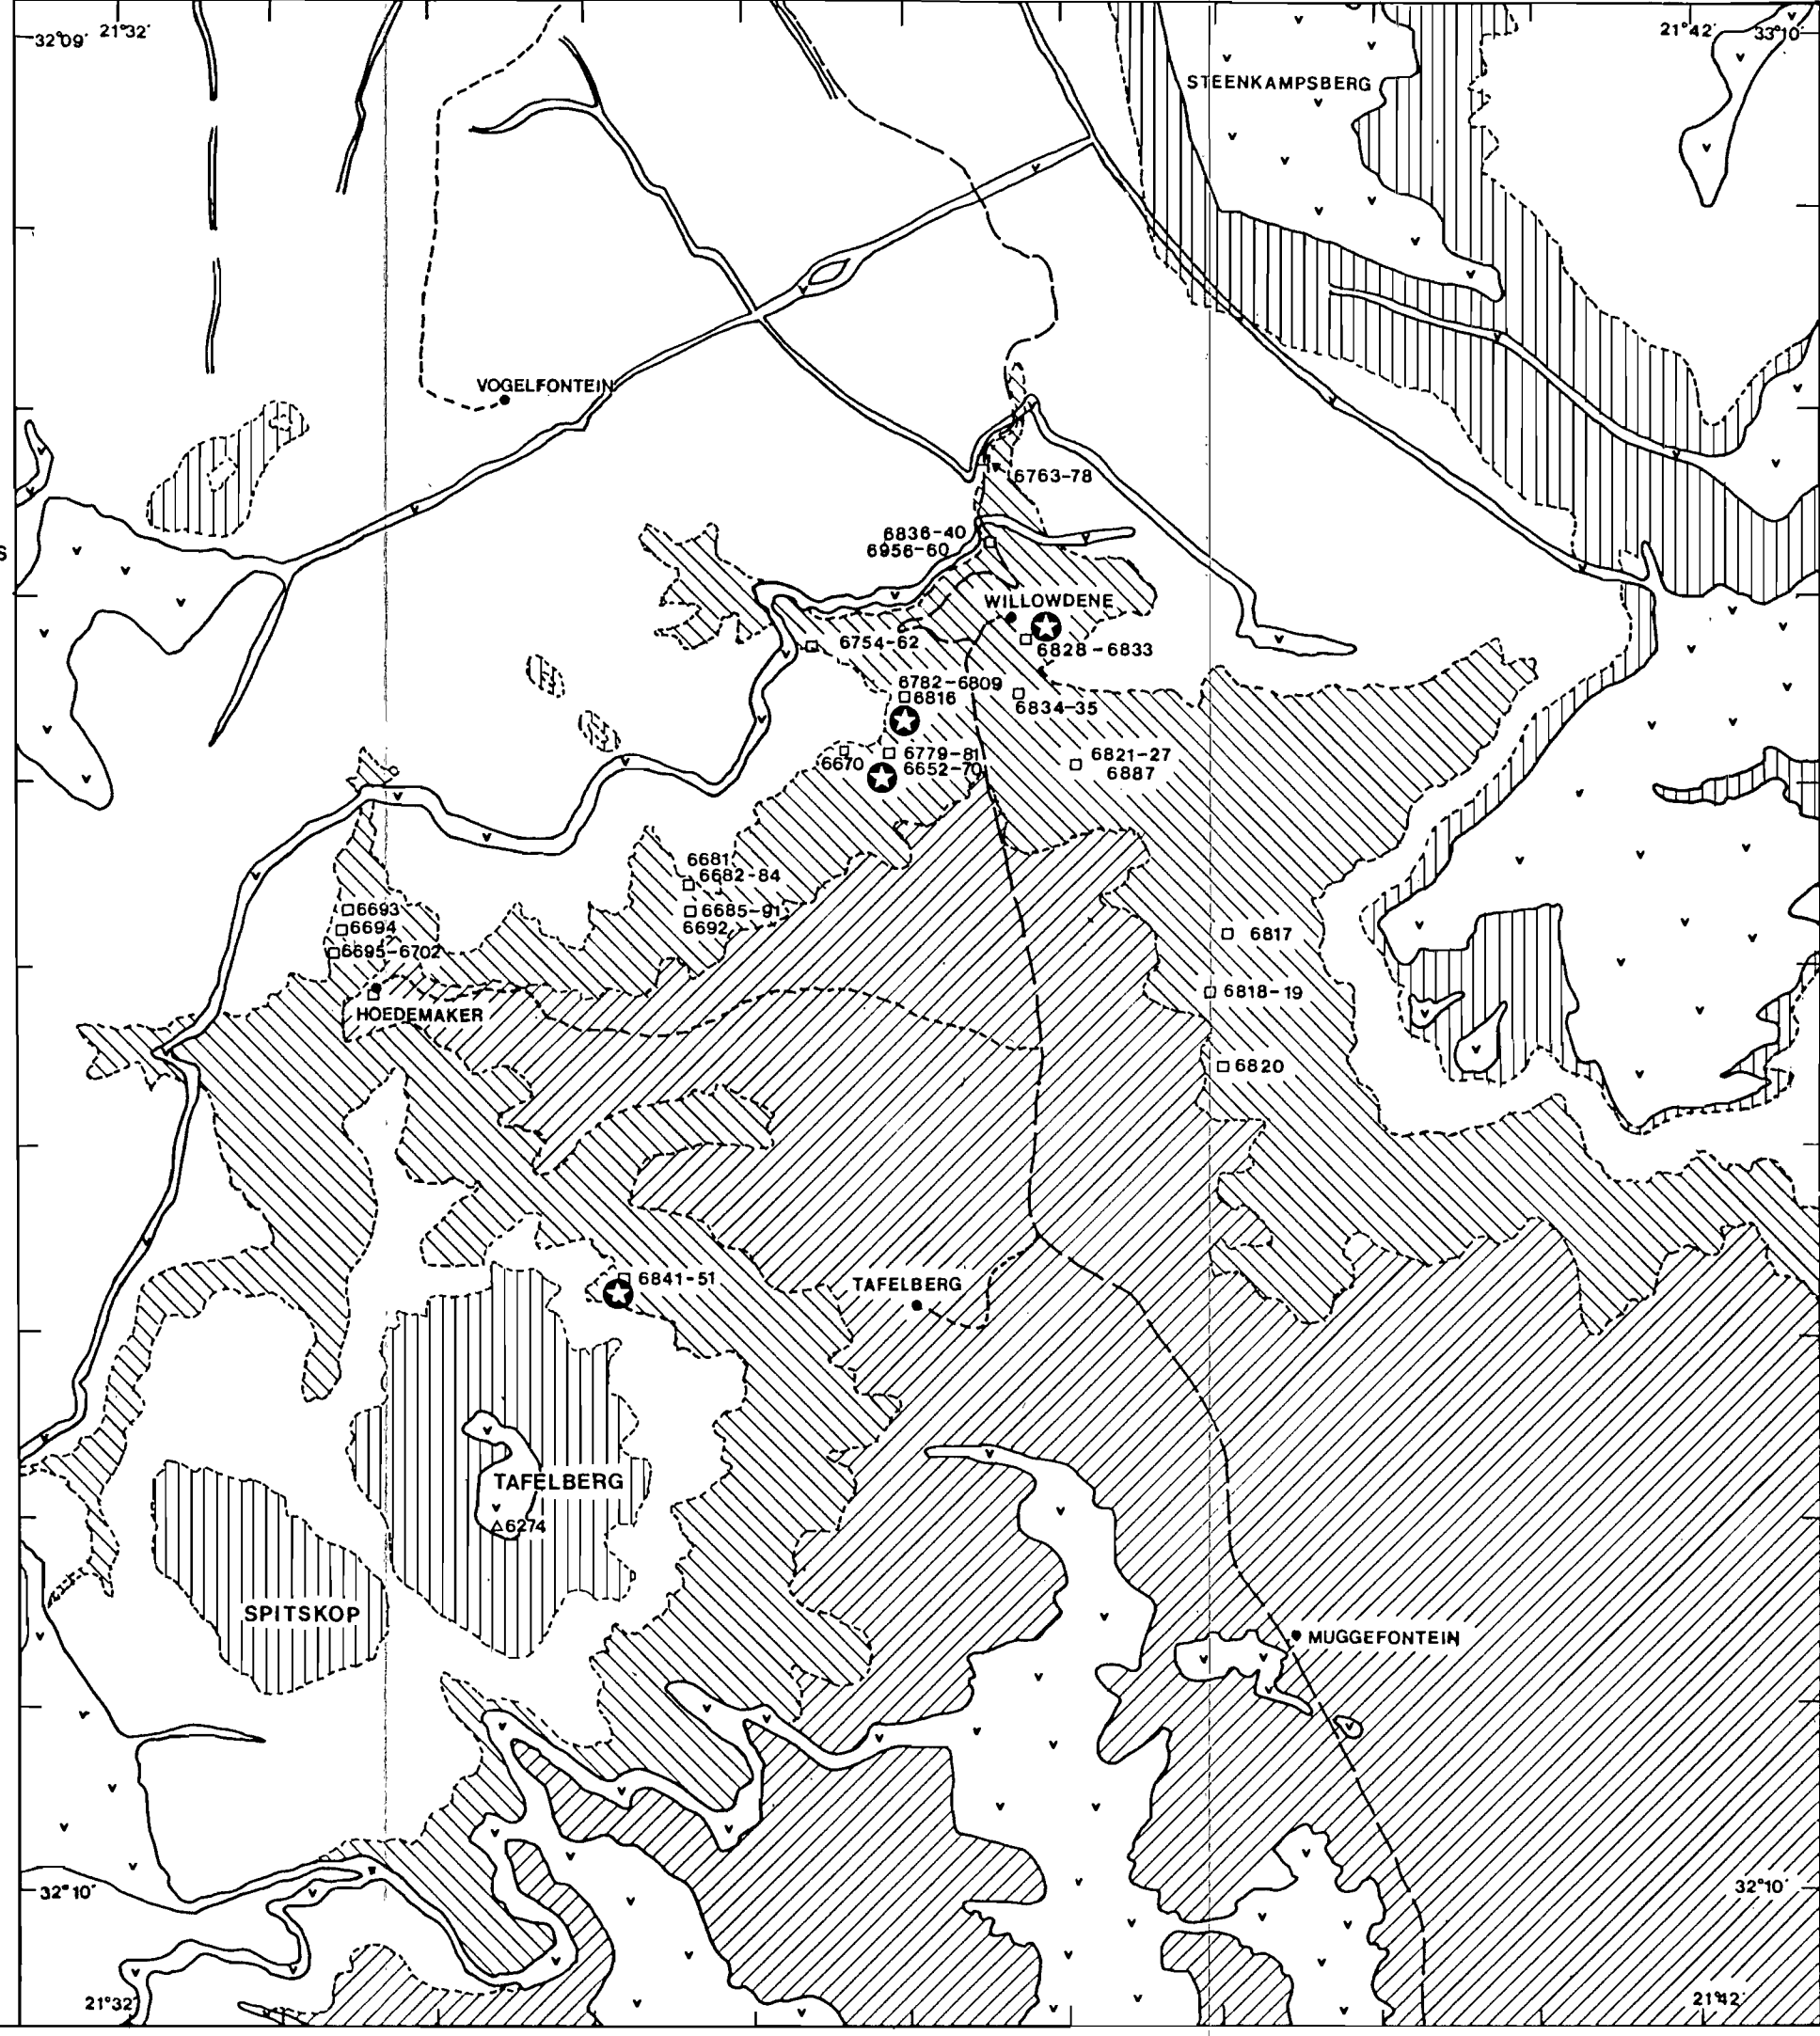 32°09' 21°32' 21°42' 33°10'
STEENKAMPSBERG
VOGELFONTEIN
6763-78
6836-40
6956-60
S
WILLOWDENE
6754-62
6828-6833
6782-6809
6816
6834-35
6779-81
6652-70
6670
6821-27
6887
6681
6682-84
6685-91
6692
6693
6694
6695-6702
6817
6818-19
HOEDEMAKER
6820
6841-51
TAFELBERG
TAFELBERG
6274
SPITSKOP
MUGGEFONTEIN
32°10' 32°10'
21°32' 21°42'